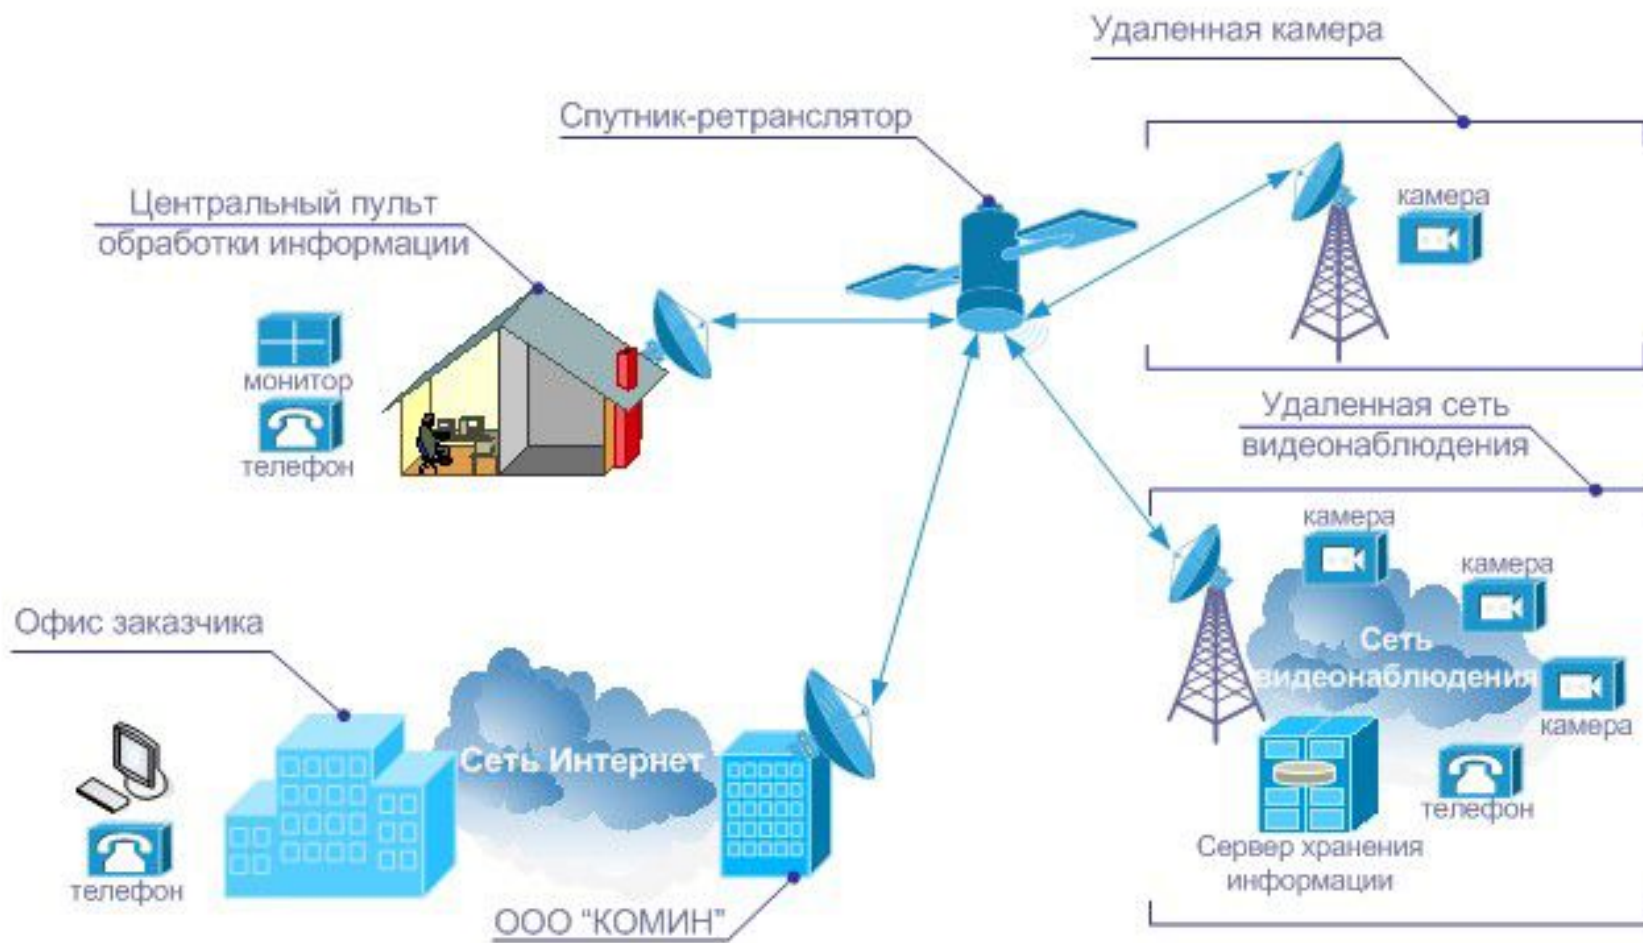 Удаленная камера
Спутник-ретранслятор
камера
Центральный пульт
обработки информации
монитор
телефон
Удаленная сеть
видеонаблюдения
камера
камера
Сеть
видеонаблюдения
камера
телефон
Сервер хранения
информации
Офис заказчика
Сеть Интернет
телефон
ООО “КОМИН”